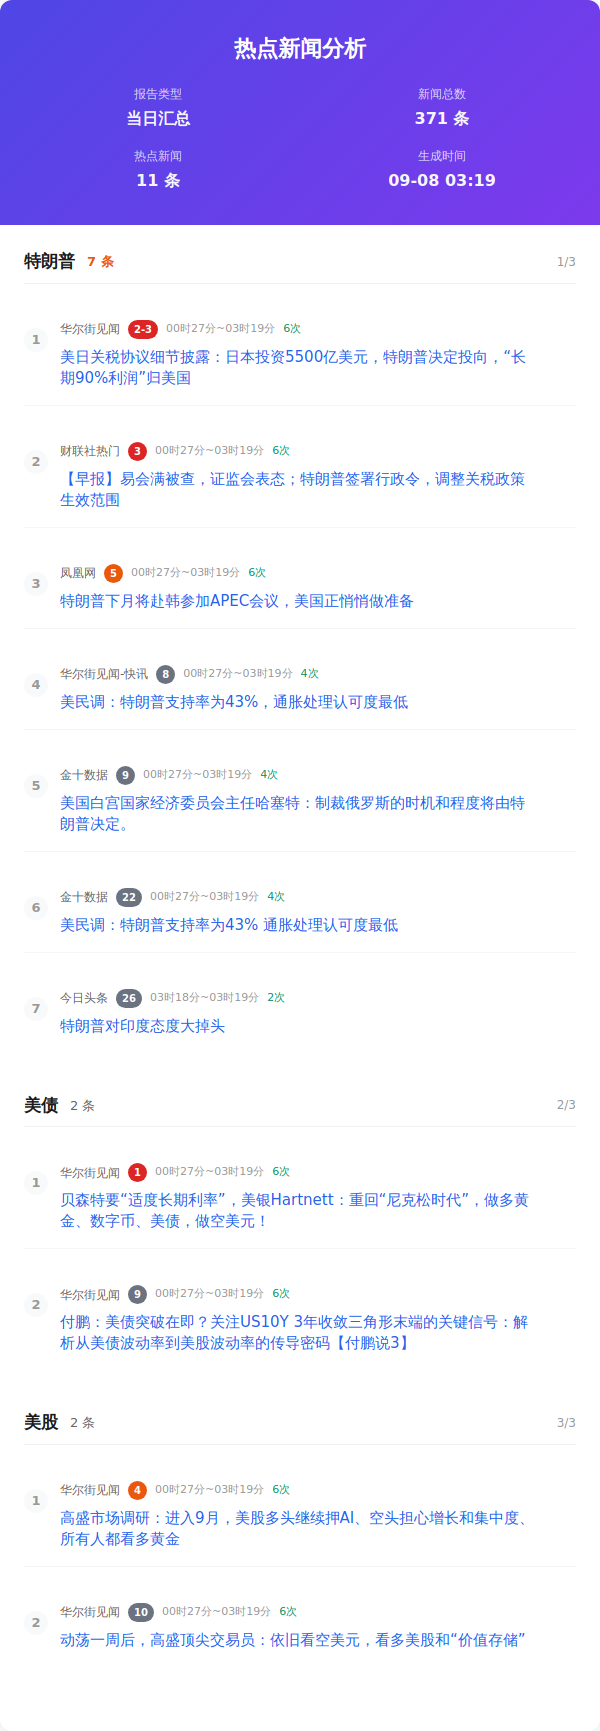 热点新闻分析
报告类型
新闻总数
当日汇总
371 条
热点新闻
生成时间
11 条
09-08 03:19
特朗普 7 条 1/3
1
华尔街见闻 2-3 00时27分~03时19分 6次
美日关税协议细节披露：日本投资5500亿美元，特朗普决定投向，“长
期90%利润”归美国
2
财联社热门 3 00时27分~03时19分 6次
【早报】易会满被查，证监会表态；特朗普签署行政令，调整关税政策
生效范围
3
凤凰网 5 00时27分~03时19分 6次
特朗普下月将赴韩参加APEC会议，美国正悄悄做准备
4
华尔街见闻-快讯 8 00时27分~03时19分 4次
美民调：特朗普支持率为43%，通胀处理认可度最低
5
金十数据 9 00时27分~03时19分 4次
美国白宫国家经济委员会主任哈塞特：制裁俄罗斯的时机和程度将由特
朗普决定。
6
金十数据 22 00时27分~03时19分 4次
美民调：特朗普支持率为43% 通胀处理认可度最低
7
今日头条 26 03时18分~03时19分 2次
特朗普对印度态度大掉头
美债 2 条 2/3
1
华尔街见闻 1 00时27分~03时19分 6次
贝森特要“适度长期利率”，美银Hartnett：重回“尼克松时代”，做多黄
金、数字币、美债，做空美元！
2
华尔街见闻 9 00时27分~03时19分 6次
付鹏：美债突破在即？关注US10Y 3年收敛三角形末端的关键信号：解
析从美债波动率到美股波动率的传导密码【付鹏说3】
美股 2 条 3/3
1
华尔街见闻 4 00时27分~03时19分 6次
高盛市场调研：进入9月，美股多头继续押AI、空头担心增长和集中度、
所有人都看多黄金
2
华尔街见闻 10 00时27分~03时19分 6次
动荡一周后，高盛顶尖交易员：依旧看空美元，看多美股和“价值存储”